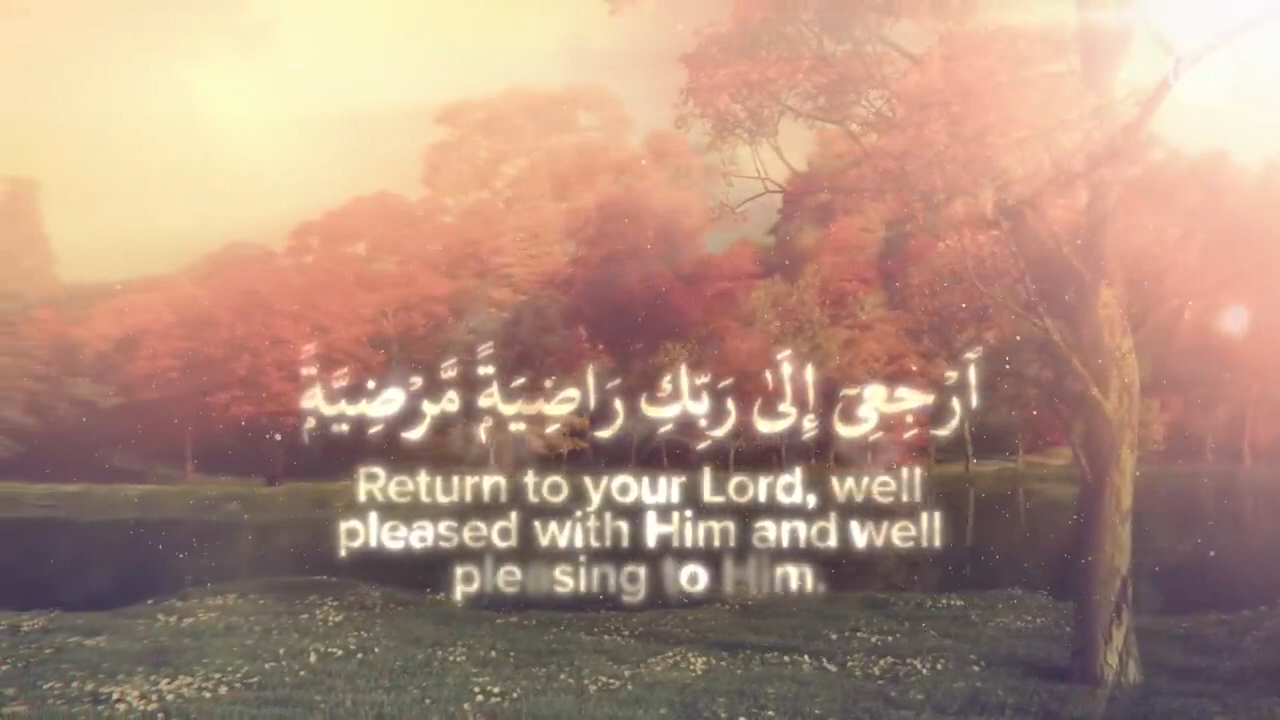 ٱرْجِعِىٓ إِلَىٰ رَبِّكِ رَاضِيَةً مَّرْضِيَّةً
Return to your Lord, well
pleased with Him and well
pleasing to Him.